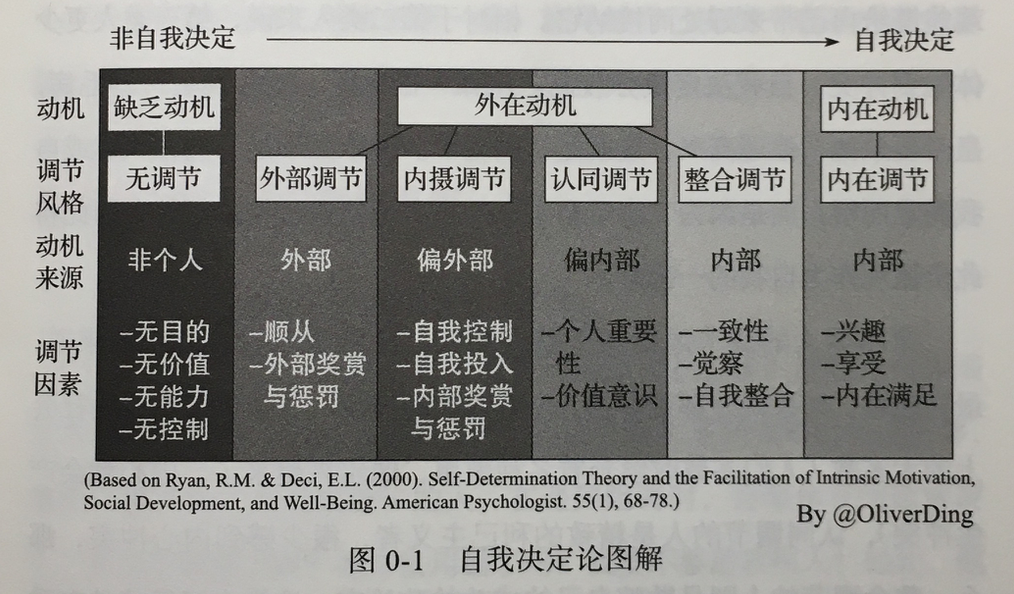 非自我决定 自我决定
动机 缺乏动机 外在动机 内在动机
调节
风格 无调节 外部调节 内摄调节 认同调节 整合调节 内在调节
动机
来源 非个人 外部 偏外部 偏内部 内部 内部
调节
因素
–无目的
–无价值
–无能力
–无控制
–顺从
–外部奖赏
与惩罚
–自我控制
–自我投入
–内部奖赏
与惩罚
–个人重要
性
–价值意识
–一致性
–觉察
–自我整合
–兴趣
–享受
–内在满足
(Based on Ryan, R.M. & Deci, E.L. (2000). Self-Determination Theory and the Facilitation of Intrinsic Motivation,
Social Development, and Well-Being. American Psychologist. 55(1), 68-78.)
By @OliverDing
图 0-1 自我决定论图解